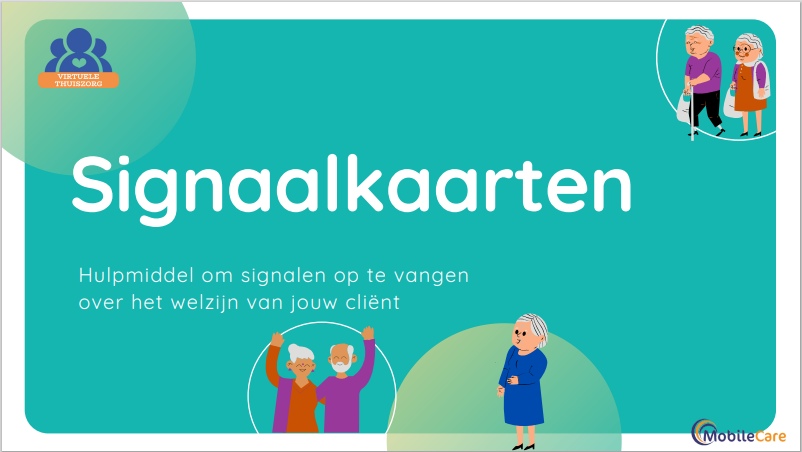 VIRTUELE
THUISZORG
Signaalkaarten
Hulpmiddel om signalen op te vangen
over het welzijn van jouw cliënt
MobileCare